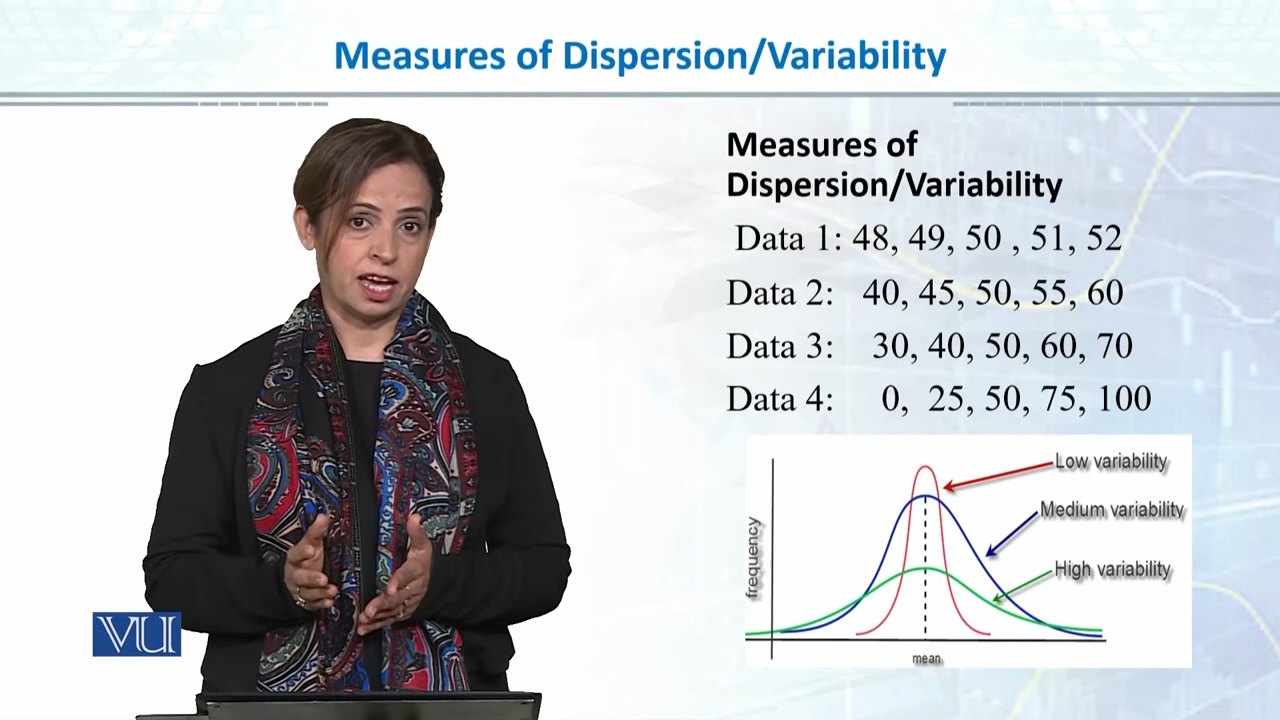 Measures of Dispersion/Variability
Measures of
Dispersion/Variability
Data 1: 48, 49, 50 , 51, 52
Data 2: 40, 45, 50, 55, 60
Data 3: 30, 40, 50, 60, 70
Data 4: 0, 25, 50, 75, 100
Low variability
Medium variability
High variability
frequency
mean
VU